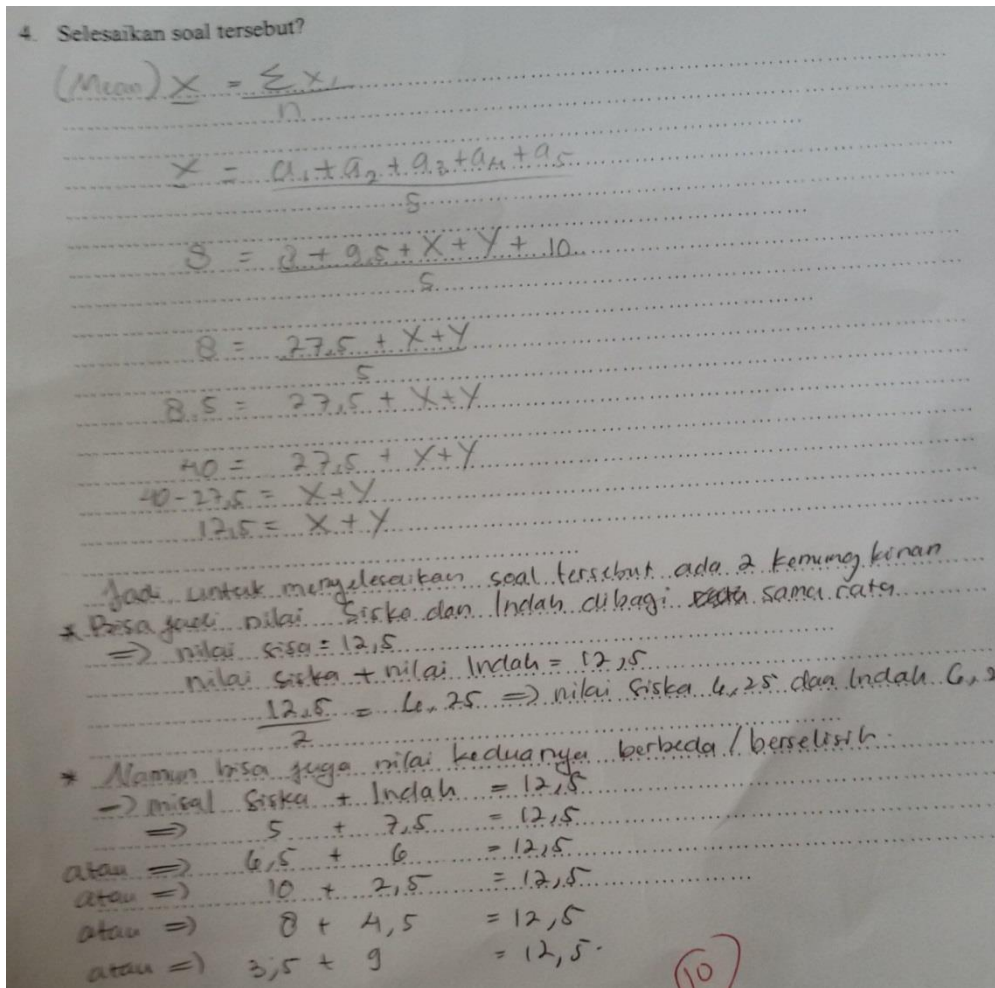 4. Selesaikan soal tersebut?
(Mean) x = Σ xi
n
x = a1 + a2 + a3 + a4 + a5
5
8 = 8 + 9,5 + X + Y + 10
5
8 = 27,5 + X + Y
5
8.5 = 27,5 + X + Y
40 = 27,5 + X + Y
40 - 27,5 = X + Y
12,5 = X + Y
Jadi untuk menyelesaikan soal tersebut ada 2 kemungkinan
* Bisa jadi nilai Siska dan Indah dibagi sama rata
=> nilai sisa = 12,5
nilai siska + nilai Indah = 12,5
12,5 = 6,25 => nilai siska 6,25 dan Indah 6,2
2
* Namun bisa juga nilai keduanya berbeda / berselisih.
-> misal Siska + Indah = 12,5
=> 5 + 7,5 = 12,5
atau => 6,5 + 6 = 12,5
atau => 10 + 2,5 = 12,5
atau => 8 + 4,5 = 12,5
atau => 3,5 + 9 = 12,5.
10